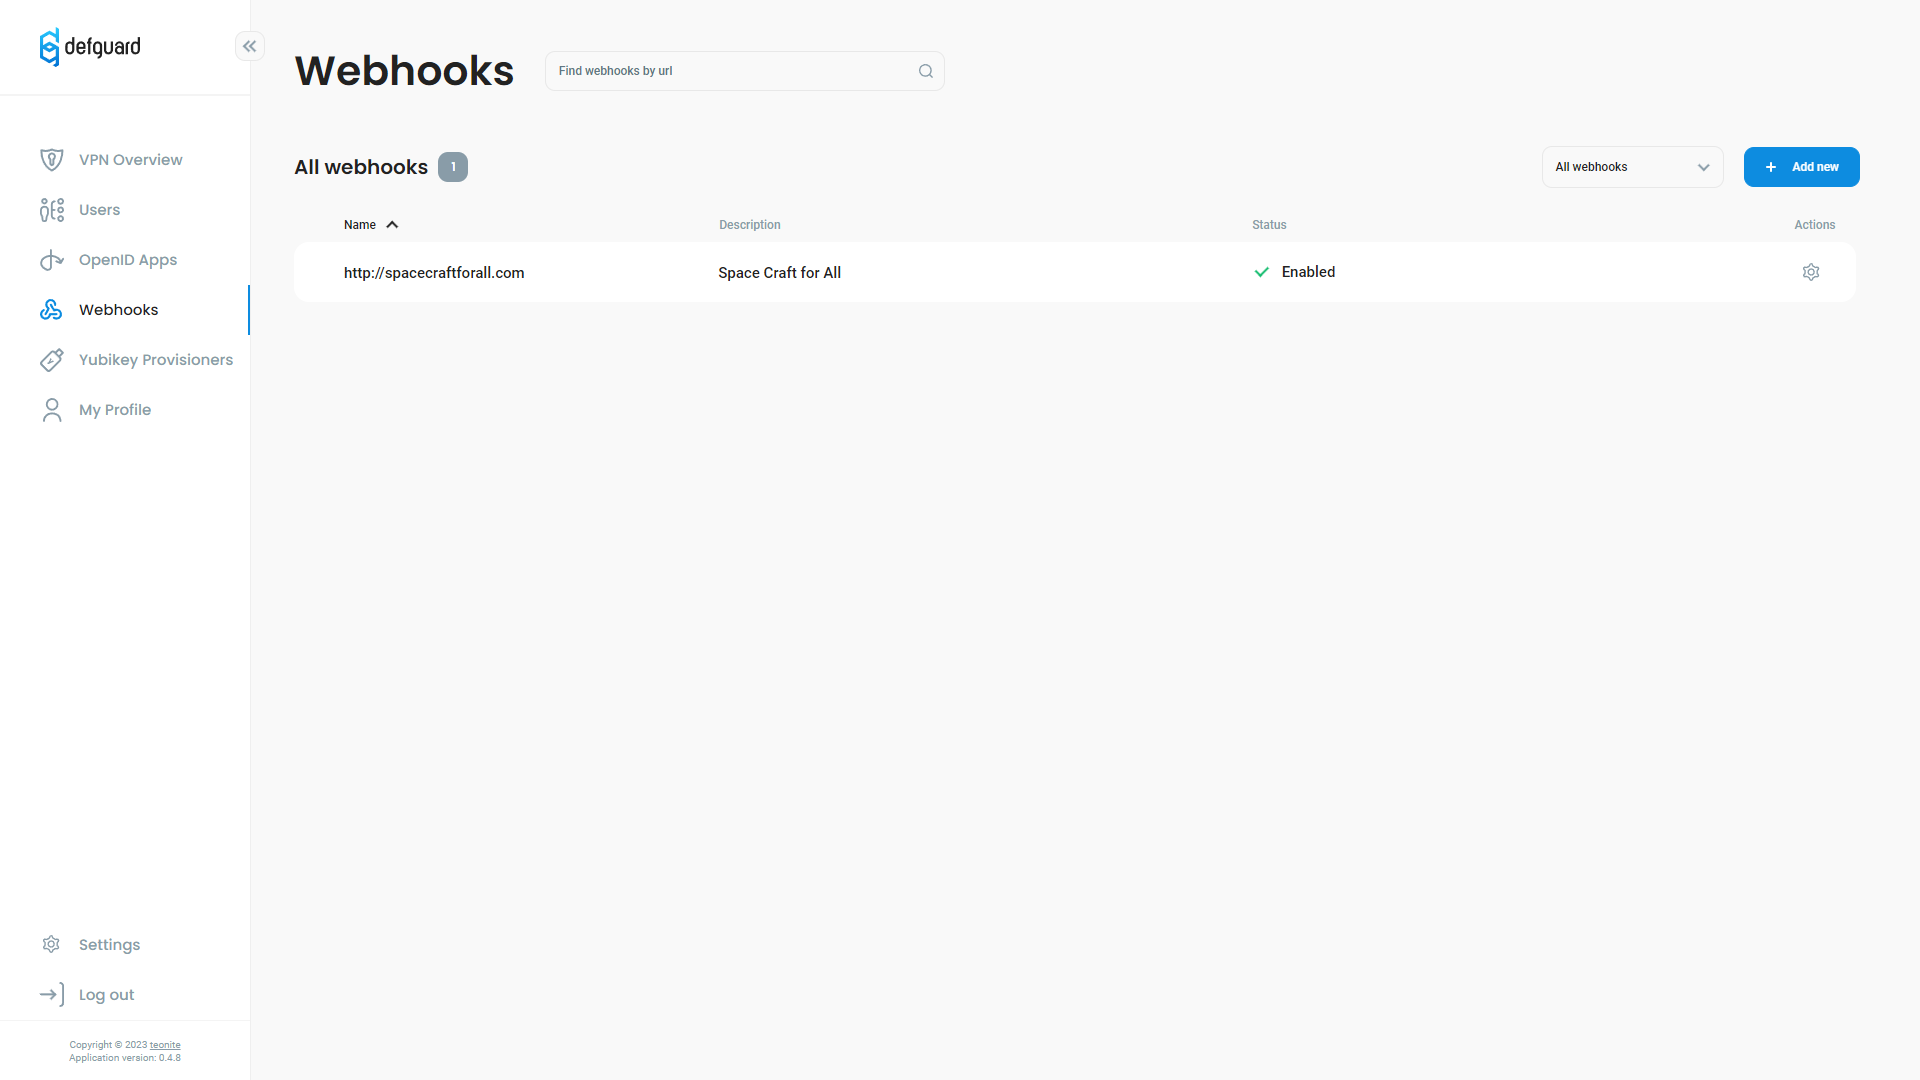 defguard
Webhooks
Find webhooks by url
VPN Overview
Users
OpenID Apps
Webhooks
Yubikey Provisioners
My Profile
All webhooks 1
All webhooks
+ Add new
Name
Description
Status
Actions
http://spacecraftforall.com
Space Craft for All
Enabled
Settings
Log out
Copyright © 2023 teonite
Application version: 0.4.8